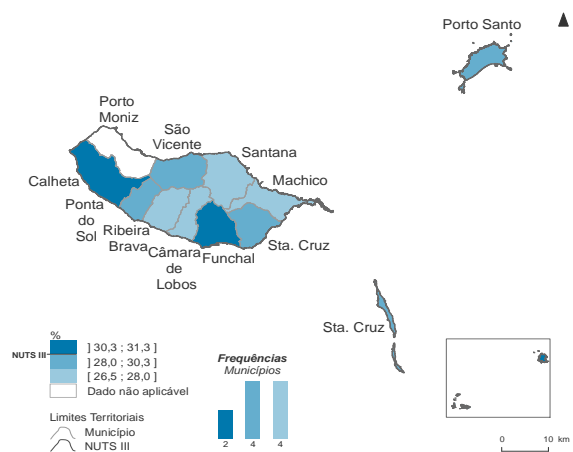 Porto Santo
Porto
Moniz
São
Vicente
Santana
Machico
Calheta
Ponta
do
Sol
Ribeira
Brava
Câmara
de
Lobos
Funchal
Sta. Cruz
Sta. Cruz
%
NUTS III
] 30,3 ; 31,3 ]
] 28,0 ; 30,3 ]
[ 26,5 ; 28,0 ]
Dado não aplicável
Limites Territoriais
Município
NUTS III
Frequências
Municípios
2 4 4
0 10 km